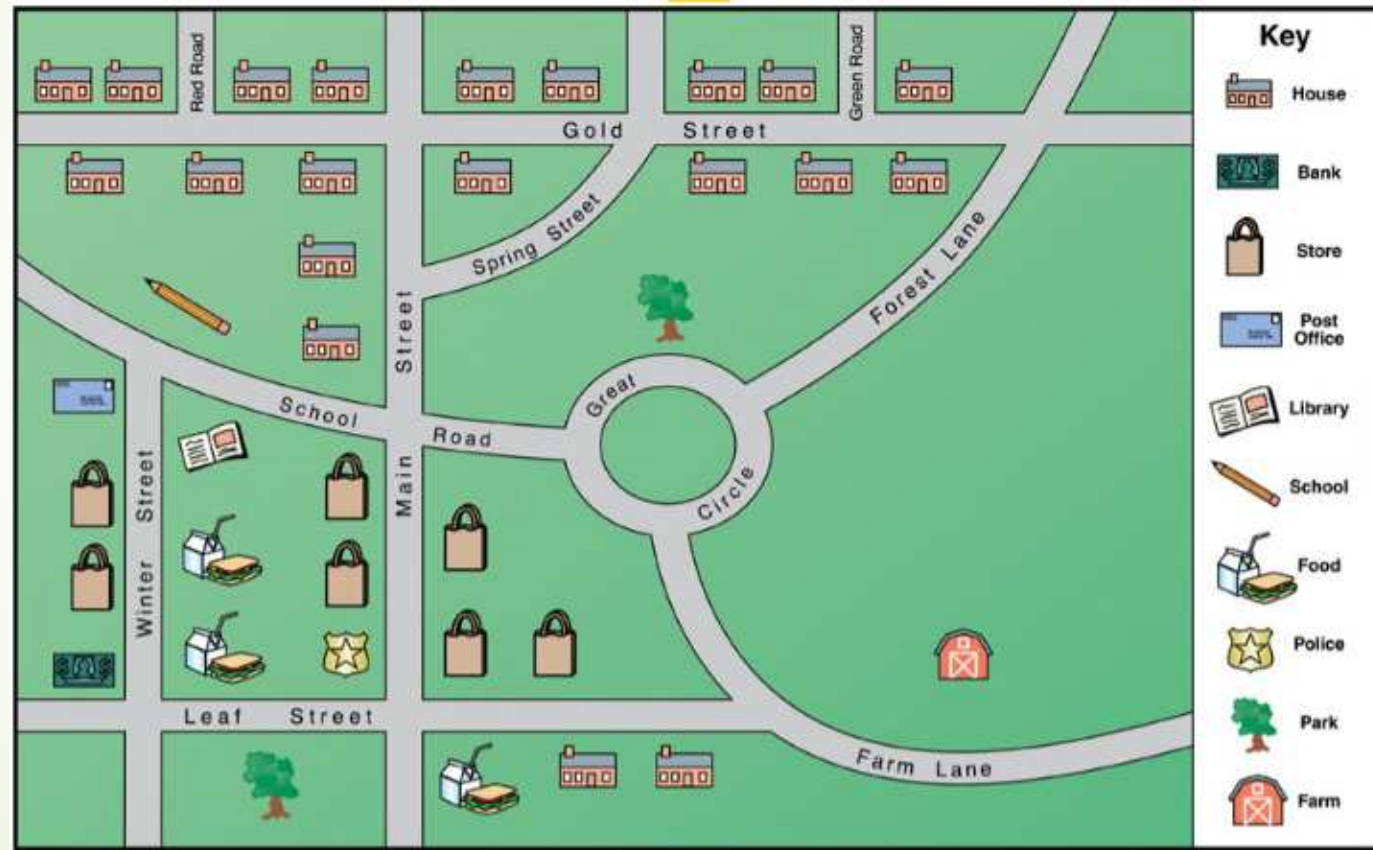 Red Road
Green Road
Gold Street
Spring Street
Forest Lane
Main Street
School Road
Great Circle
Winter Street
Leaf Street
Farm Lane
Key
House
Bank
Store
Post
Office
Library
School
Food
Police
Park
Farm